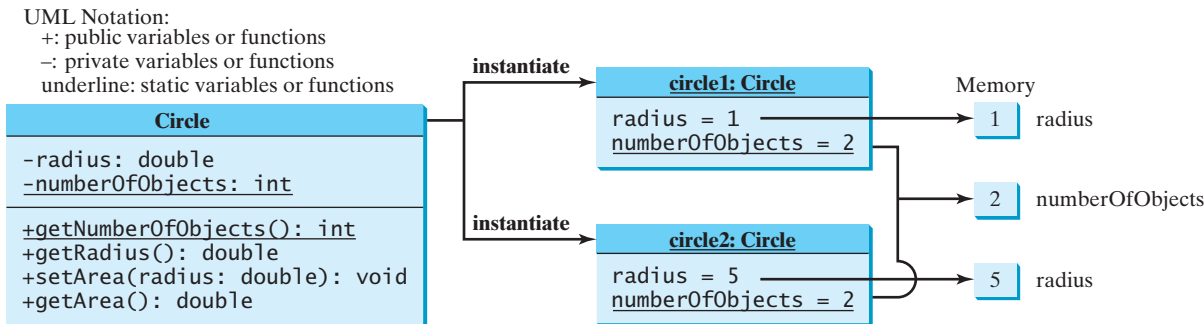 UML Notation:
+: public variables or functions
–: private variables or functions
underline: static variables or functions
Circle
-radius: double
-numberOfObjects: int
+getNumberOfObjects(): int
+getRadius(): double
+setArea(radius: double): void
+getArea(): double
instantiate
circle1: Circle
radius = 1
numberOfObjects = 2
instantiate
circle2: Circle
radius = 5
numberOfObjects = 2
Memory
1 radius
2 numberOfObjects
5 radius